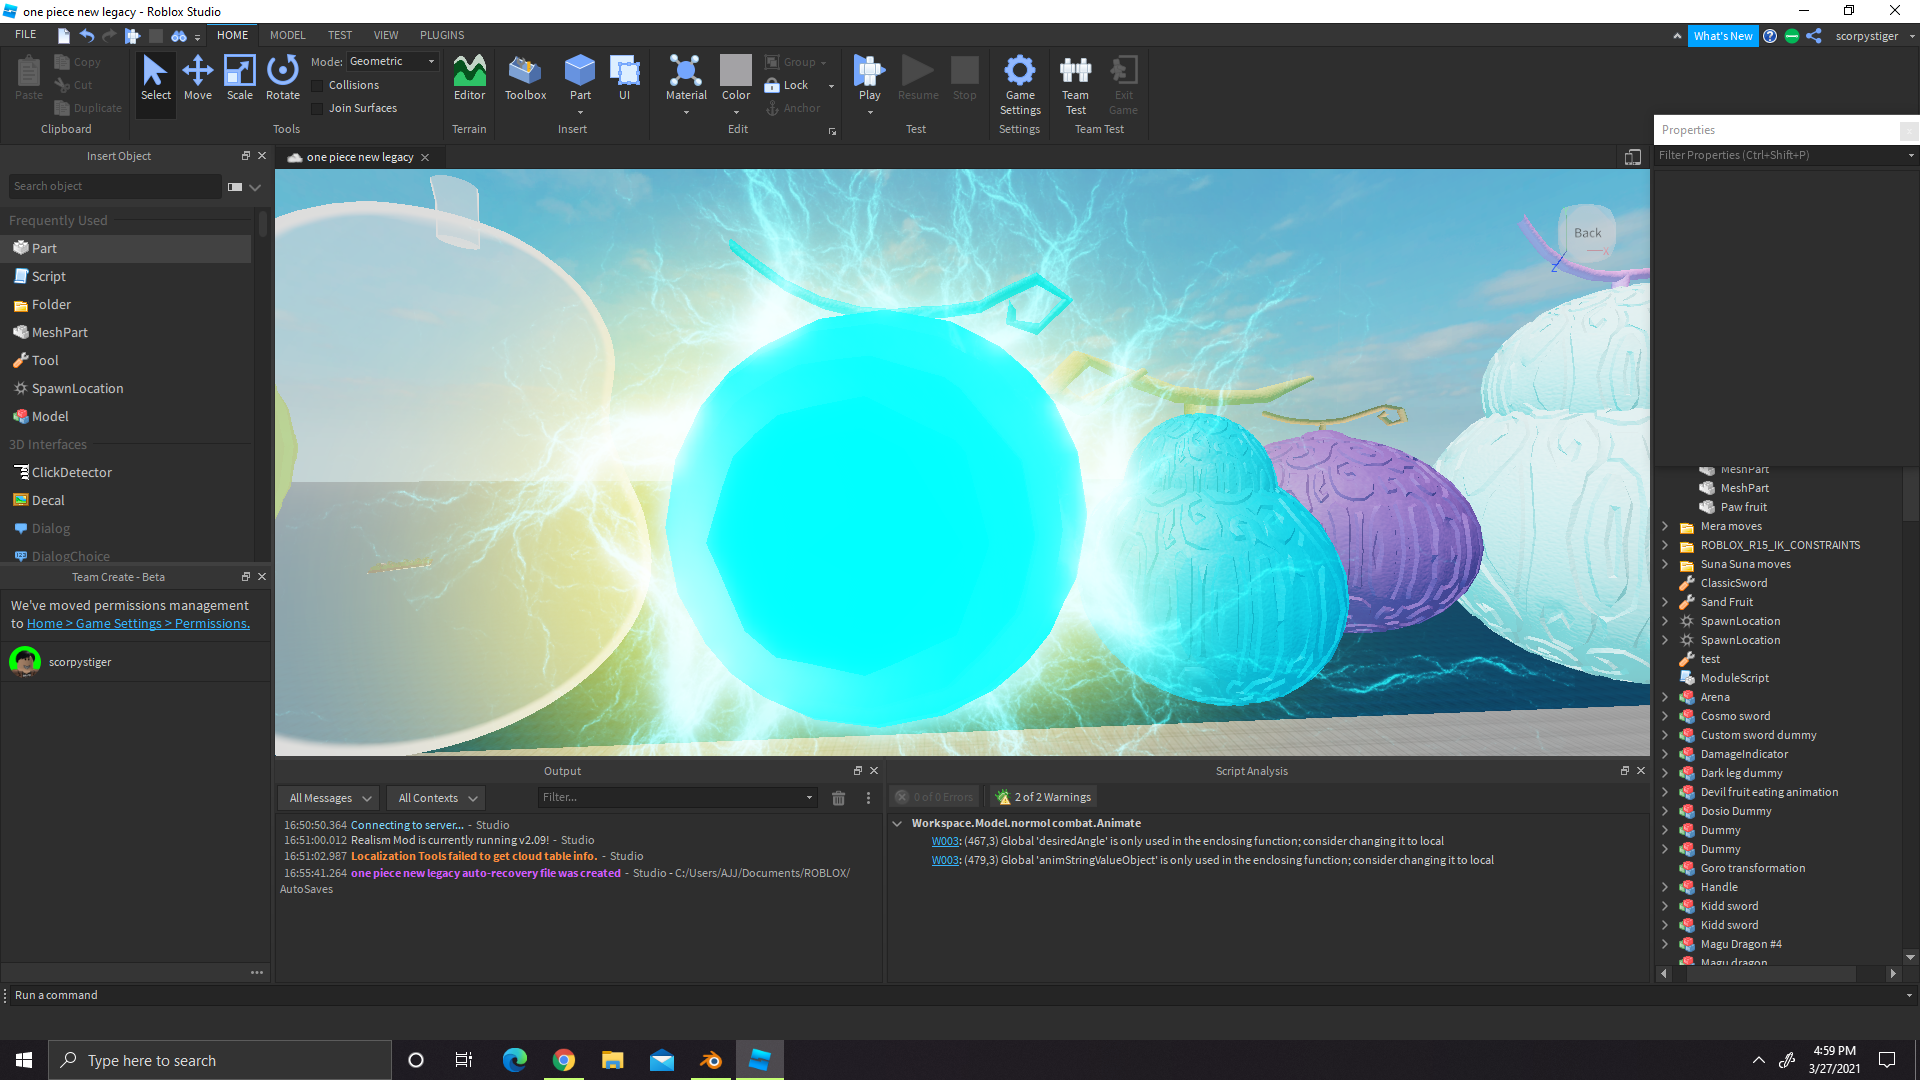 one piece new legacy - Roblox Studio
FILE
HOME
MODEL
TEST
VIEW
PLUGINS
What's New
scorpystiger
Paste
Copy
Cut
Duplicate
Clipboard
Select
Move
Scale
Rotate
Mode: Geometric
Collisions
Join Surfaces
Tools
Editor
Terrain
Toolbox
Part
UI
Insert
Material
Color
Group
Lock
Anchor
Edit
Play
Resume
Stop
Test
Game
Settings
Settings
Team
Test
Exit
Game
Team Test
Insert Object
Search object
Frequently Used
Part
Script
Folder
MeshPart
Tool
SpawnLocation
Model
3D Interfaces
ClickDetector
Decal
Dialog
DialogChoice
Team Create - Beta
We've moved permissions management
to Home > Game Settings > Permissions.
scorpystiger
one piece new legacy
Back
Z
X
Output
All Messages
All Contexts
Filter...
16:50:50.364 Connecting to server... - Studio
16:51:00.012 Realism Mod is currently running v2.09! - Studio
16:51:02.987 Localization Tools failed to get cloud table info. - Studio
16:55:41.264 one piece new legacy auto-recovery file was created - Studio - C:/Users/AJJ/Documents/ROBLOX/
AutoSaves
Script Analysis
0 of 0 Errors
2 of 2 Warnings
Workspace.Model.normol combat.Animate
W003: (467,3) Global 'desiredAngle' is only used in the enclosing function; consider changing it to local
W003: (479,3) Global 'animStringValueObject' is only used in the enclosing function; consider changing it to local
Properties
Filter Properties (Ctrl+Shift+P)
MeshPart
MeshPart
Paw fruit
Mera moves
ROBLOX_R15_IK_CONSTRAINTS
Suna Suna moves
ClassicSword
Sand Fruit
SpawnLocation
SpawnLocation
test
ModuleScript
Arena
Cosmo sword
Custom sword dummy
DamageIndicator
Dark leg dummy
Devil fruit eating animation
Dosio Dummy
Dummy
Dummy
Goro transformation
Handle
Kidd sword
Kidd sword
Magu Dragon #4
Magu dragon
Run a command
Type here to search
4:59 PM
3/27/2021